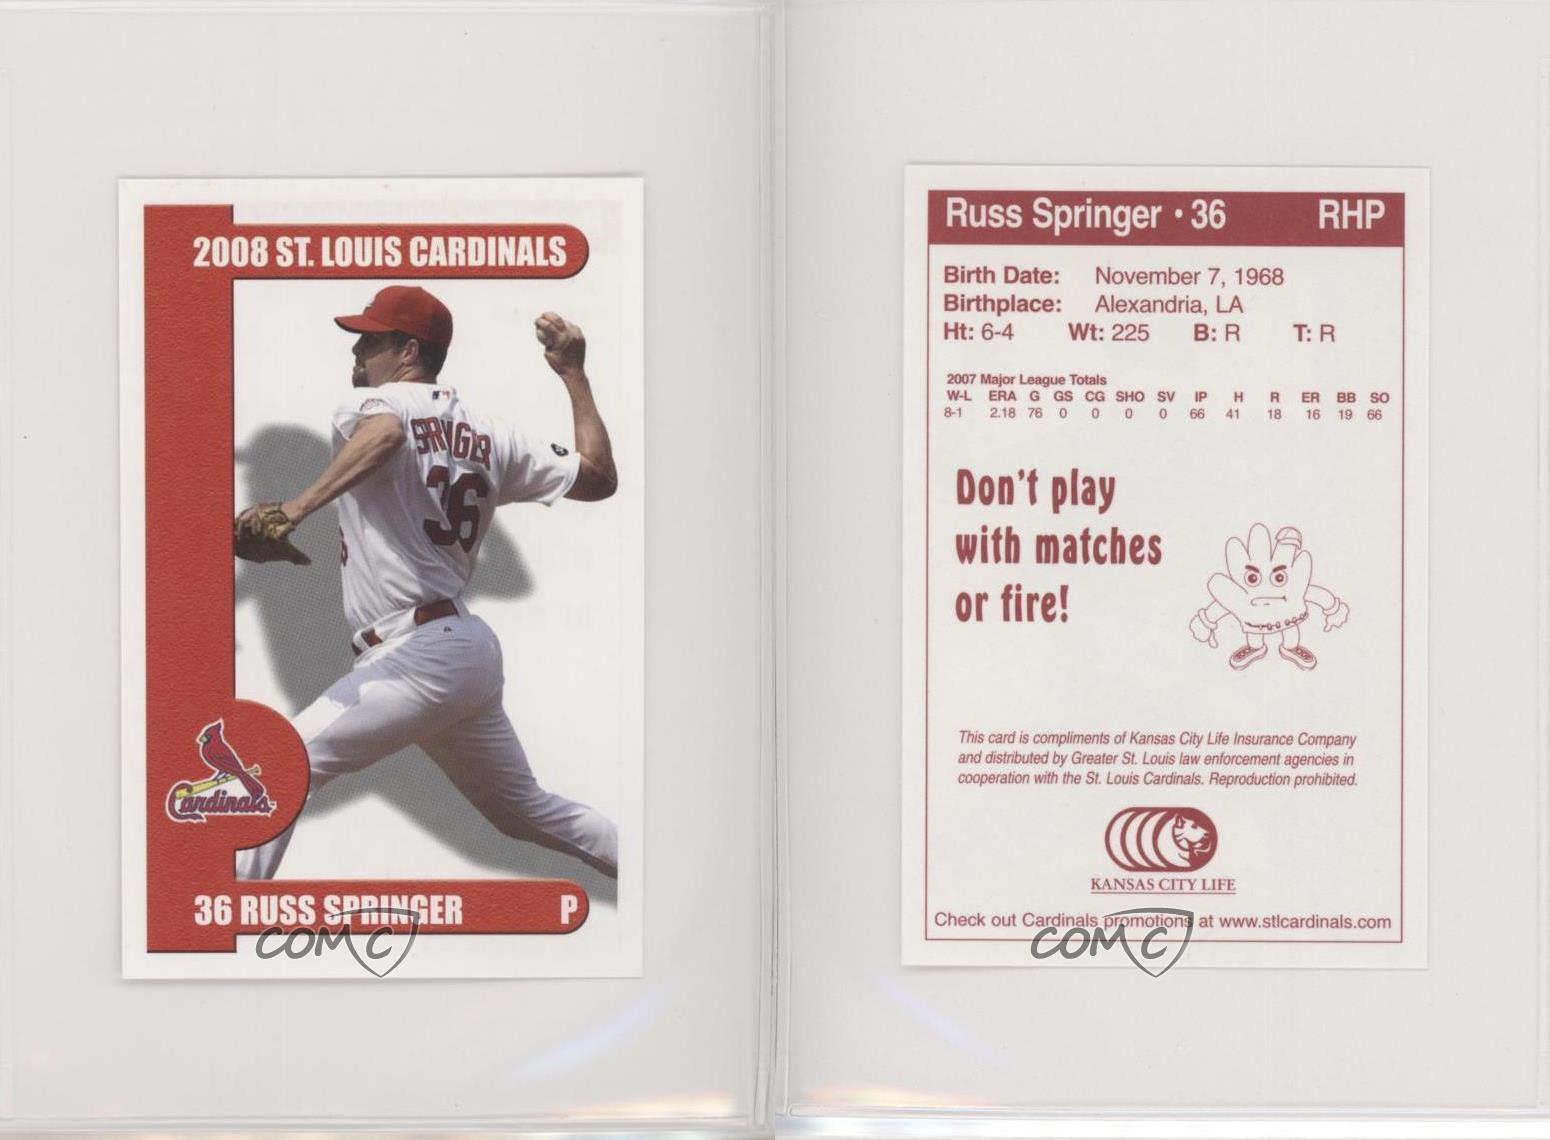 2008 ST. LOUIS CARDINALS
SPRINGER
36
Cardinals
36 RUSS SPRINGER P
COMC
Russ Springer • 36 RHP
Birth Date: November 7, 1968
Birthplace: Alexandria, LA
Ht: 6-4 Wt: 225 B: R T: R
2007 Major League Totals
W-L ERA G GS CG SHO SV IP H R ER BB SO
8-1 2.18 76 0 0 0 0 66 41 18 16 19 66
Don't play
with matches
or fire!
This card is compliments of Kansas City Life Insurance Company
and distributed by Greater St. Louis law enforcement agencies in
cooperation with the St. Louis Cardinals. Reproduction prohibited.
KANSAS CITY LIFE
Check out Cardinals promotions at www.stlcardinals.com
COMC